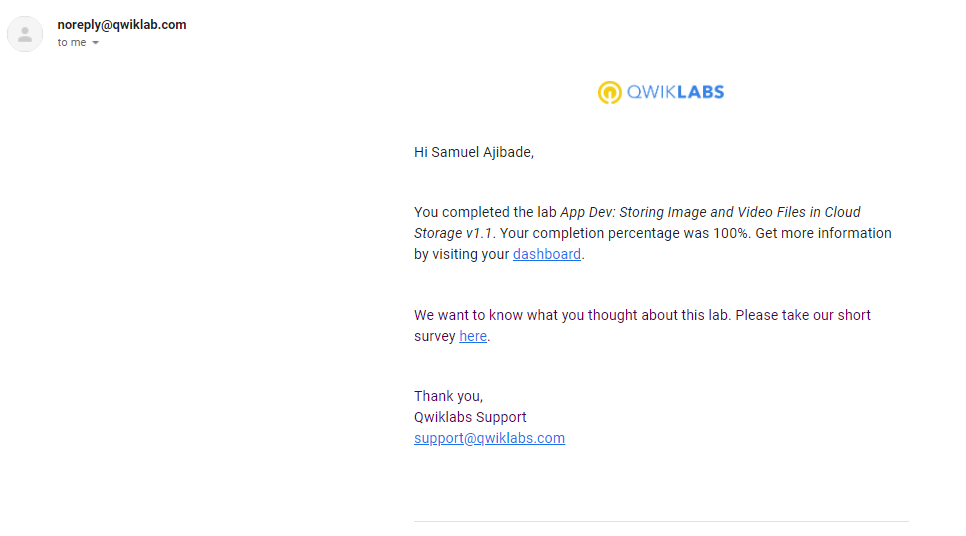 noreply@qwiklab.com
to me
QWIKLABS
Hi Samuel Ajibade,
You completed the lab App Dev: Storing Image and Video Files in Cloud
Storage v1.1. Your completion percentage was 100%. Get more information
by visiting your dashboard.
We want to know what you thought about this lab. Please take our short
survey here.
Thank you,
Qwiklabs Support
support@qwiklabs.com